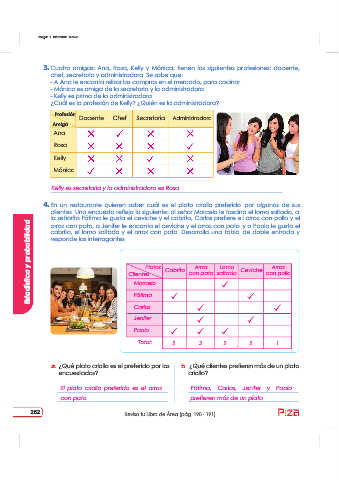 3. Cuatro amigas: Ana, Rosa, Kelly y Mónica, tienen las siguientes profesiones: docente,
chef, secretaria y administradora. Se sabe que:
- A Ana le encanta relizar las compras en el mercado, para cocinar
- Mónica es amiga de la secretaria y la administradora
- Kelly es prima de la administradora
¿Cuál es la profesión de Kelly? ¿Quién es la administradora?
Profesión Docente Chef Secretaria Administradora
Amiga
Ana
Rosa
Kelly
Mónica
Kelly es secretaria y la administradora es Rosa
4. En un restaurante quieren saber cuál es el plato criollo preferido por algunos de sus
clientes. Una encuesta reflejo lo siguiente: al señor Marcelo le fascina el lomo saltado, a
la señorita Fátima le gusta el ceviche y el cabrito, Carlos prefiere el arroz con pollo y el
arroz con pato, a Jenifer le encanta el ceviche y el arroz con pato y a Paola le gusta el
cabrito, el lomo saltado y el arroz con pato. Desarrolla una tabla de doble entrada y
responde las interrogantes
Platos Cabrito Arroz con pato Lomo saltado Ceviche Arroz con pollo
Clientes
Marcelo
Fátima
Carlos
Jenifer
Paola
Total: 2 3 2 2 1
Estadística y probabilidad
a. ¿Qué plato criollo es el preferido por los
encuestados?
El plato criollo preferido es el arroz
con pato
b. ¿Qué clientes prefieren más de un plato
criollo?
Fátima, Carlos, Jenifer y Paola
prefieren más de un plato
262
Revisa tu Libro de Área (pág. 190 - 191)